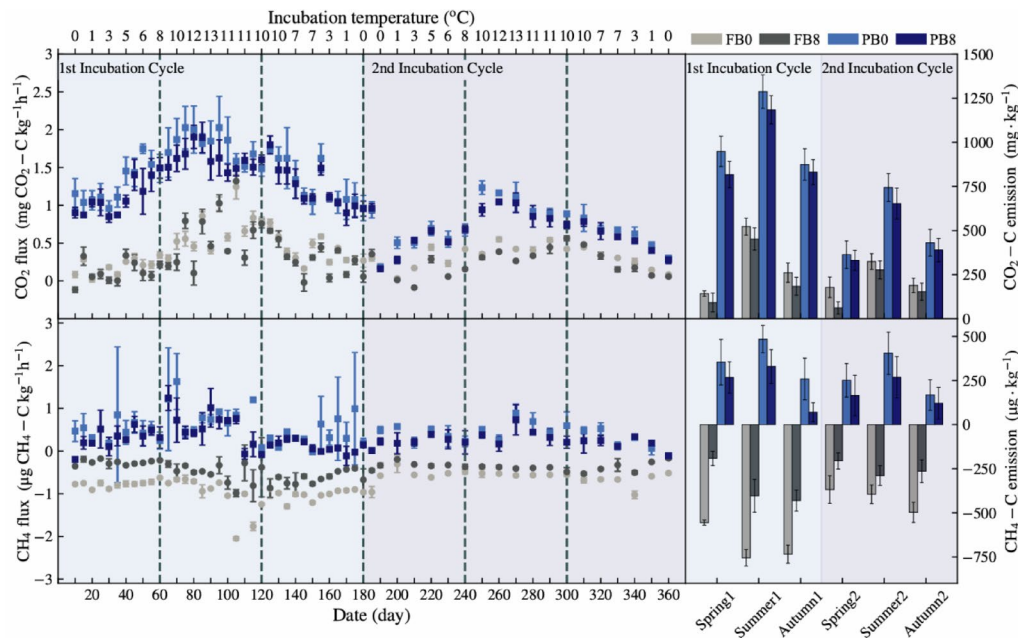 Incubation temperature (°C)
0 1 3 3 5 6 8 10 12 13 11 11 10 10 7 7 3 1 0 0 1 3 5 6 8 10 12 13 11 11 10 10 7 7 3 1 0
FB0 FB8 PB0 PB8
1st Incubation Cycle
2nd Incubation Cycle
1st Incubation Cycle 2nd Incubation Cycle
CO₂ flux (mg CO₂−C kg⁻¹h⁻¹)
3
2.5
2
1.5
1
0.5
0
1500
1250
1000
750
500
250
0
CO₂−C emission (mg·kg⁻¹)
CH₄ flux (μg CH₄−C kg⁻¹h⁻¹)
2
1
0
−1
−2
−3
500
250
0
−250
−500
−750
CH₄−C emission (μg·kg⁻¹)
20 40 60 80 100 120 140 160 180 200 220 240 260 280 300 320 340 360
Date (day)
Spring1 Summer1 Autumn1 Spring2 Summer2 Autumn2